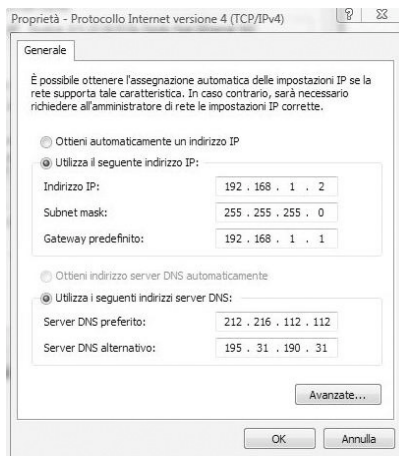 Proprietà - Protocollo Internet versione 4 (TCP/IPv4)
Generale
È possibile ottenere l'assegnazione automatica delle impostazioni IP se la
rete supporta tale caratteristica. In caso contrario, sarà necessario
richiedere all'amministratore di rete le impostazioni IP corrette.
Ottieni automaticamente un indirizzo IP
Utilizza il seguente indirizzo IP:
Indirizzo IP: 192 . 168 . 1 . 2
Subnet mask: 255 . 255 . 255 . 0
Gateway predefinito: 192 . 168 . 1 . 1
Ottieni indirizzo server DNS automaticamente
Utilizza i seguenti indirizzi server DNS:
Server DNS preferito: 212 . 216 . 112 . 112
Server DNS alternativo: 195 . 31 . 190 . 31
Avanzate...
OK Annulla